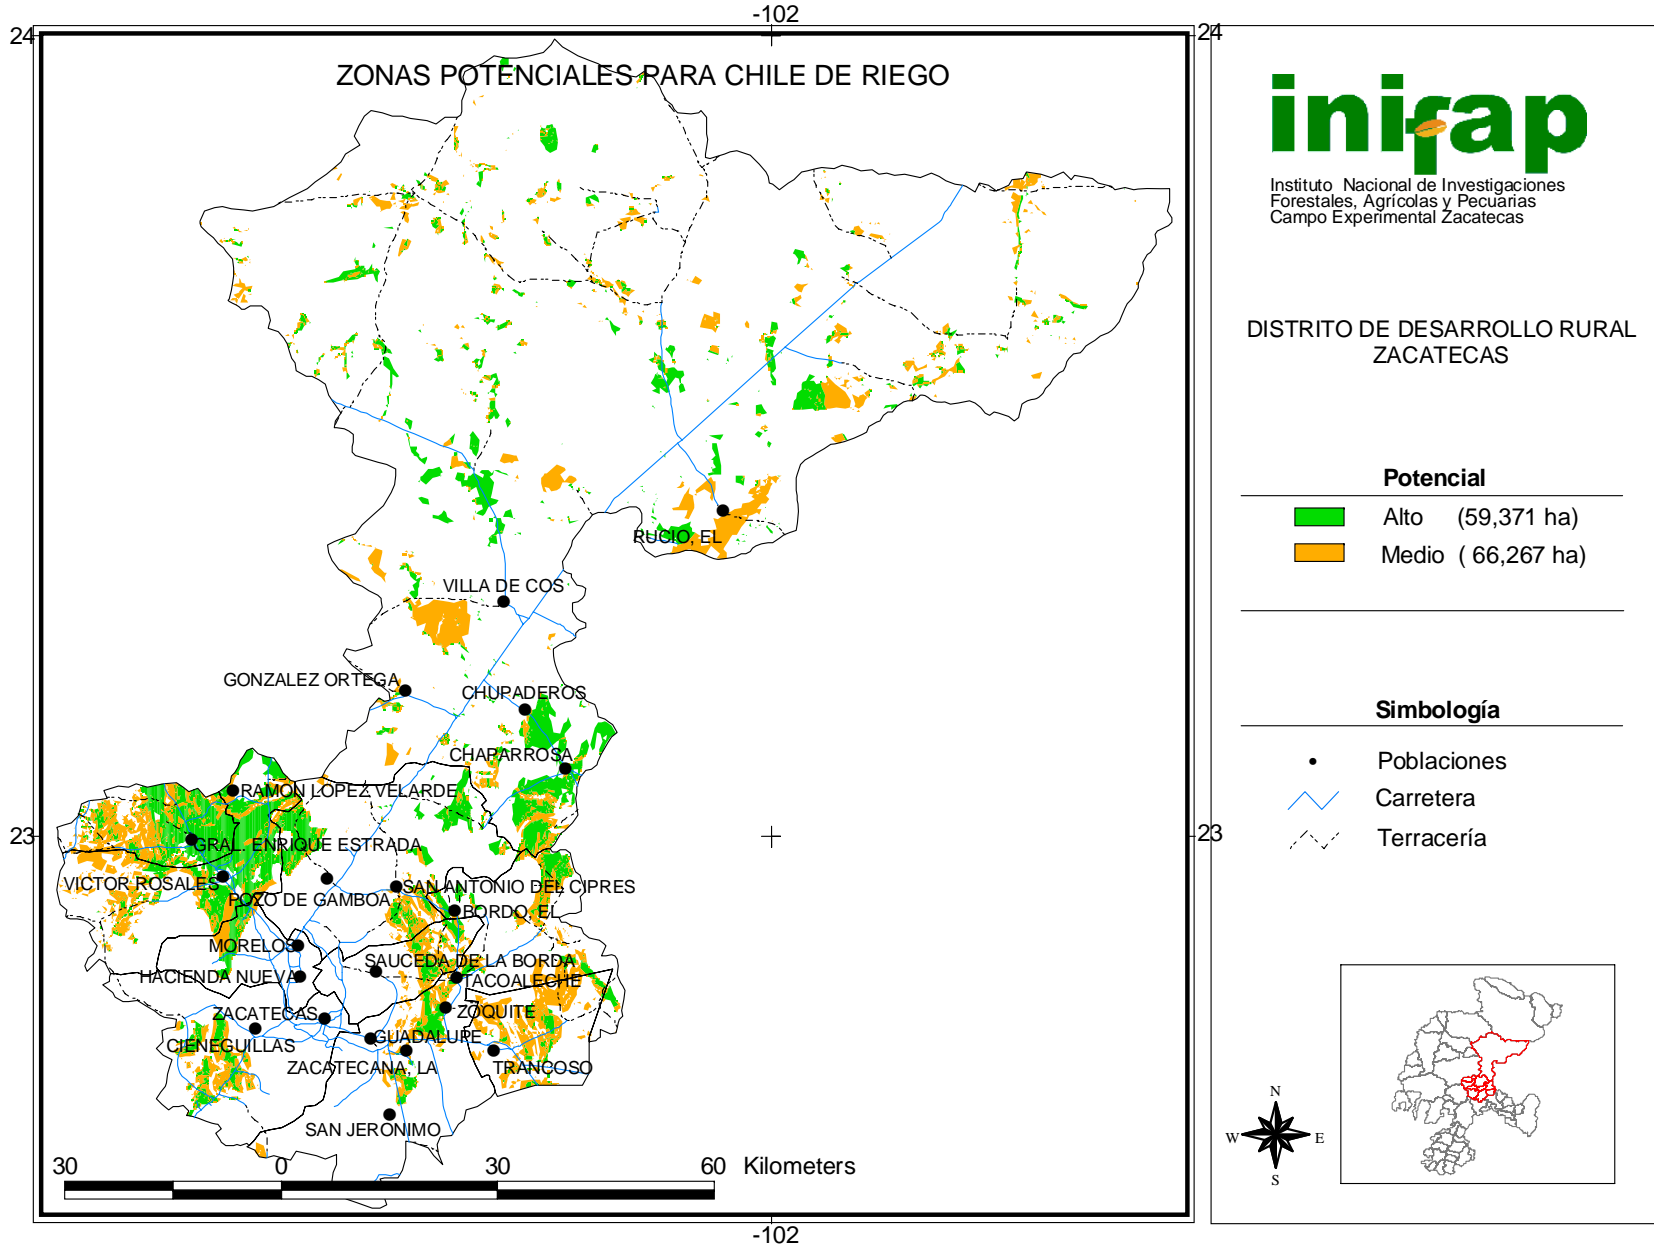 -102
24
24
ZONAS POTENCIALES PARA CHILE DE RIEGO
RUCIO, EL
VILLA DE COS
GONZALEZ ORTEGA
CHUPADEROS
CHAPARROSA
RAMON LOPEZ VELARDE
23
23
GRAL. ENRIQUE ESTRADA
VICTOR ROSALES
SAN ANTONIO DEL CIPRES
POZO DE GAMBOA
BORDO, EL
MORELOS
SAUCEDA DE LA BORDA
HACIENDA NUEVA
TACOALECHE
ZACATECAS
ZOQUITE
GUADALUPE
CIENEGUILLAS
ZACATECANA, LA
TRANCOSO
SAN JERONIMO
30 0 30 60 Kilometers
-102
inifap
Instituto Nacional de Investigaciones
Forestales, Agrícolas y Pecuarias
Campo Experimental Zacatecas
DISTRITO DE DESARROLLO RURAL
ZACATECAS
Potencial
Alto (59,371 ha)
Medio ( 66,267 ha)
Simbología
Poblaciones
Carretera
Terracería
N
W E
S